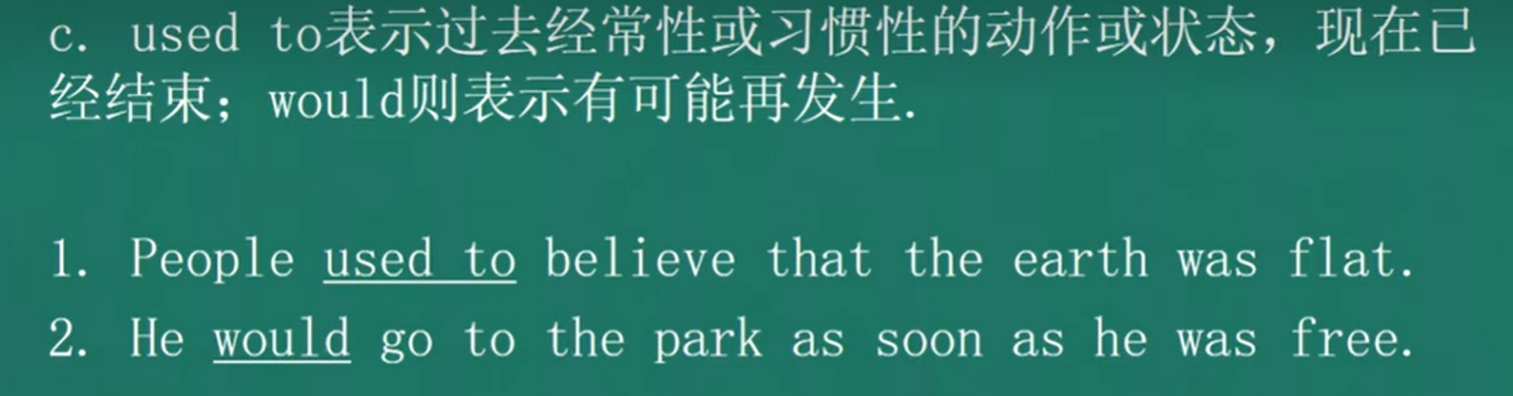 c. used to表示过去经常性或习惯性的动作或状态，现在已
经结束；would则表示有可能再发生.
1. People used to believe that the earth was flat.
2. He would go to the park as soon as he was free.